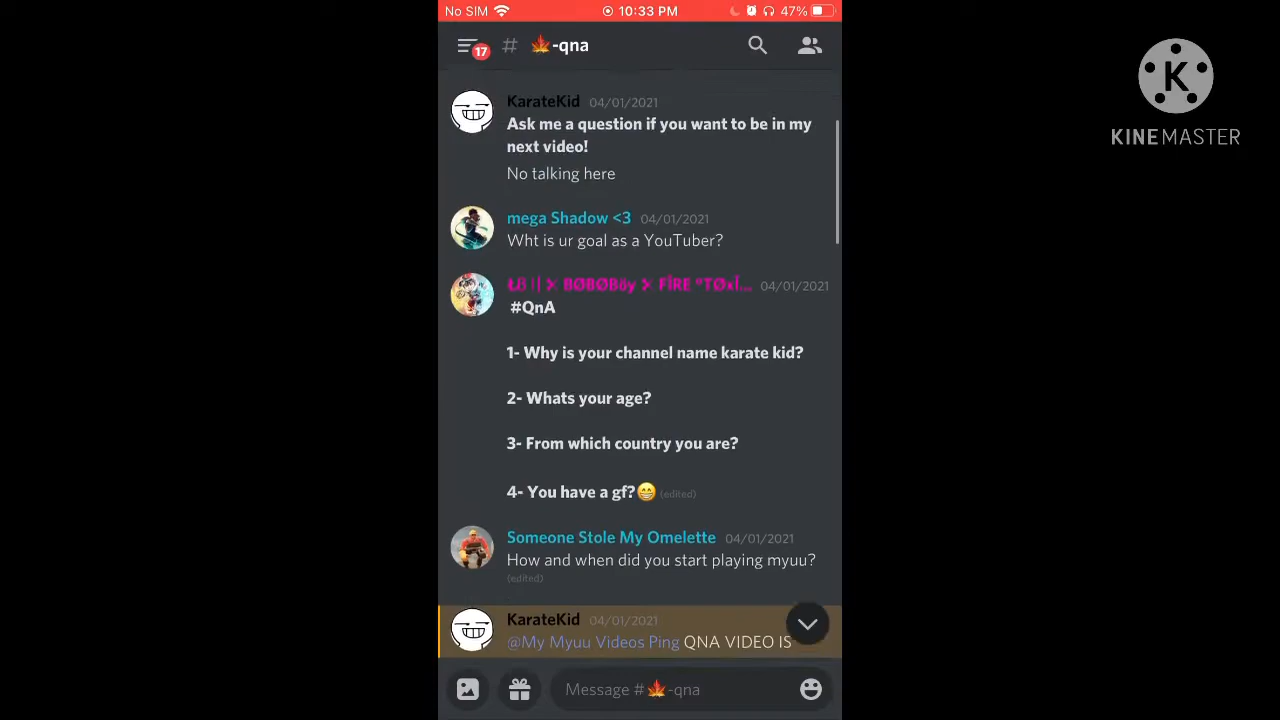 No SIM 10:33 PM 47%
17 # 🍁-qna
KINEMASTER
KarateKid 04/01/2021
Ask me a question if you want to be in my
next video!
No talking here
mega Shadow <3 04/01/2021
Wht is ur goal as a YouTuber?
BØBØBöy FÎRE 04/01/2021
#QnA
1- Why is your channel name karate kid?
2- Whats your age?
3- From which country you are?
4- You have a gf?😁 (edited)
Someone Stole My Omelette 04/01/2021
How and when did you start playing myuu?
(edited)
KarateKid 04/01/2021
@My Myuu Videos Ping QNA VIDEO IS
Message #🍁-qna